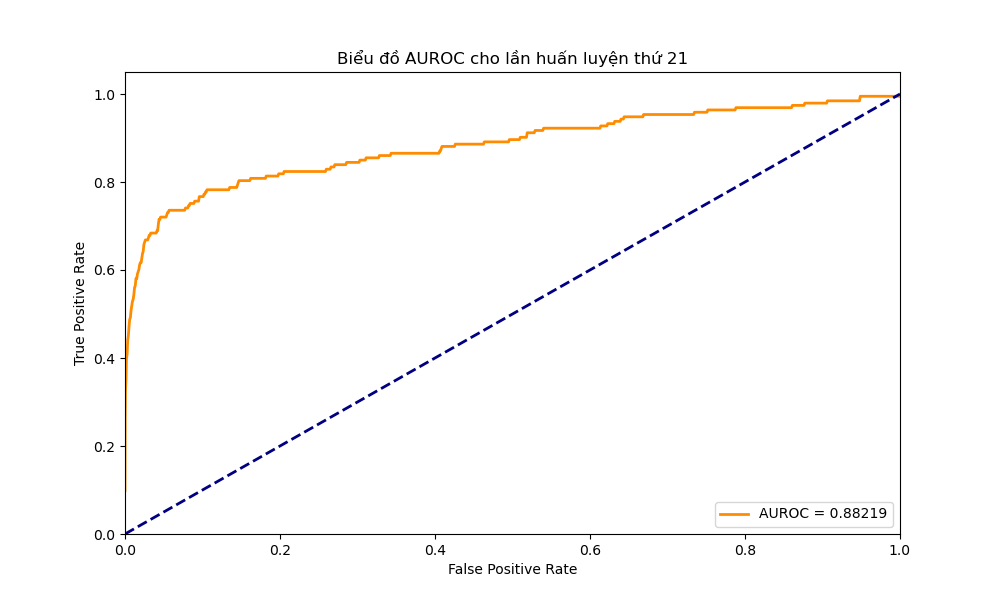 Biểu đồ AUROC cho lần huấn luyện thứ 21
1.0
0.8
0.6
0.4
0.2
0.0
True Positive Rate
AUROC = 0.88219
0.0 0.2 0.4 0.6 0.8 1.0
False Positive Rate